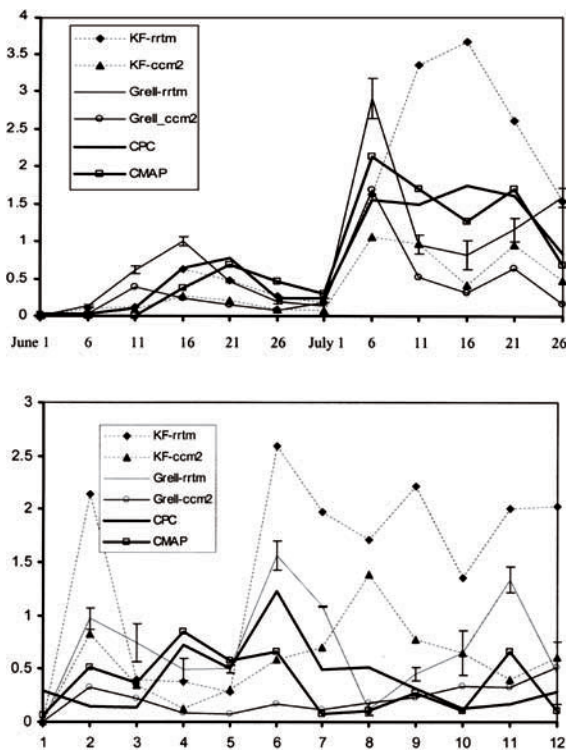 4
3.5
3
2.5
2
1.5
1
0.5
0
KF-rrtm
KF-ccm2
Grell-rrtm
Grell_ccm2
CPC
CMAP
June 1 6 11 16 21 26 July 1 6 11 16 21 26
3
2.5
2
1.5
1
0.5
0
KF-rrtm
KF-ccm2
Grell-rrtm
Grell-ccm2
CPC
CMAP
1 2 3 4 5 6 7 8 9 10 11 12